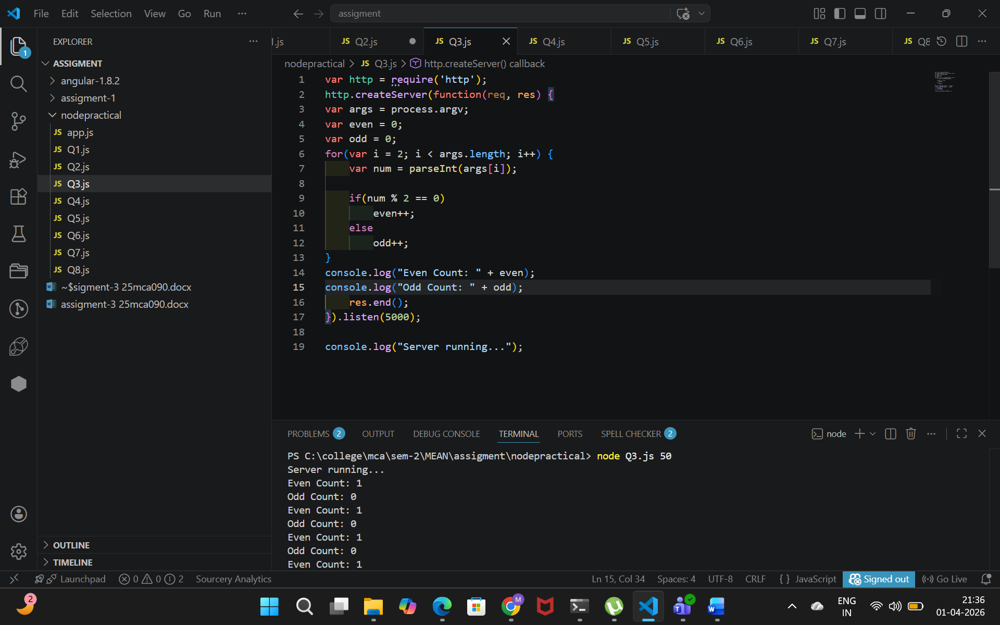 File Edit Selection View Go Run ···
assigment
EXPLORER ···
ASSIGMENT
angular-1.8.2
assigment-1
nodepractical
JS app.js
JS Q1.js
JS Q2.js
JS Q3.js
JS Q4.js
JS Q5.js
JS Q6.js
JS Q7.js
JS Q8.js
~$sigment-3 25mca090.docx
assigment-3 25mca090.docx
OUTLINE
TIMELINE
1
.js JS Q2.js JS Q3.js JS Q4.js JS Q5.js JS Q6.js JS Q7.js JS Q8
nodepractical > JS Q3.js > http.createServer() callback
1 var http = require('http');
2 http.createServer(function(req, res) {
3 var args = process.argv;
4 var even = 0;
5 var odd = 0;
6 for(var i = 2; i < args.length; i++) {
7     var num = parseInt(args[i]);
8
9     if(num % 2 == 0)
10         even++;
11     else
12         odd++;
13 }
14 console.log("Even Count: " + even);
15 console.log("Odd Count: " + odd);
16     res.end();
17 }).listen(5000);
18
19 console.log("Server running...");
PROBLEMS 2 OUTPUT DEBUG CONSOLE TERMINAL PORTS SPELL CHECKER 2 node
PS C:\college\mca\sem-2\MEAN\assigment\nodepractical> node Q3.js 50
Server running...
Even Count: 1
Odd Count: 0
Even Count: 1
Odd Count: 0
Even Count: 1
Odd Count: 0
Even Count: 1
Launchpad 0 0 2 Sourcery Analytics Ln 15, Col 34 Spaces: 4 UTF-8 CRLF { } JavaScript Signed out Go Live
2 M T W ENG 21:36
IN 01-04-2026